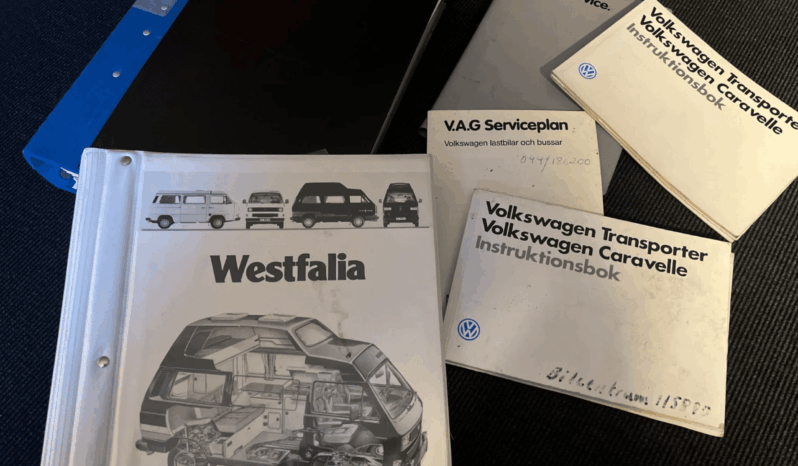 vice.
Volkswagen Transporter
Volkswagen Caravelle
Instruktionsbok
V.A.G Serviceplan
Volkswagen lastbilar och bussar
Westfalia
Volkswagen Transporter
Volkswagen Caravelle
Instruktionsbok